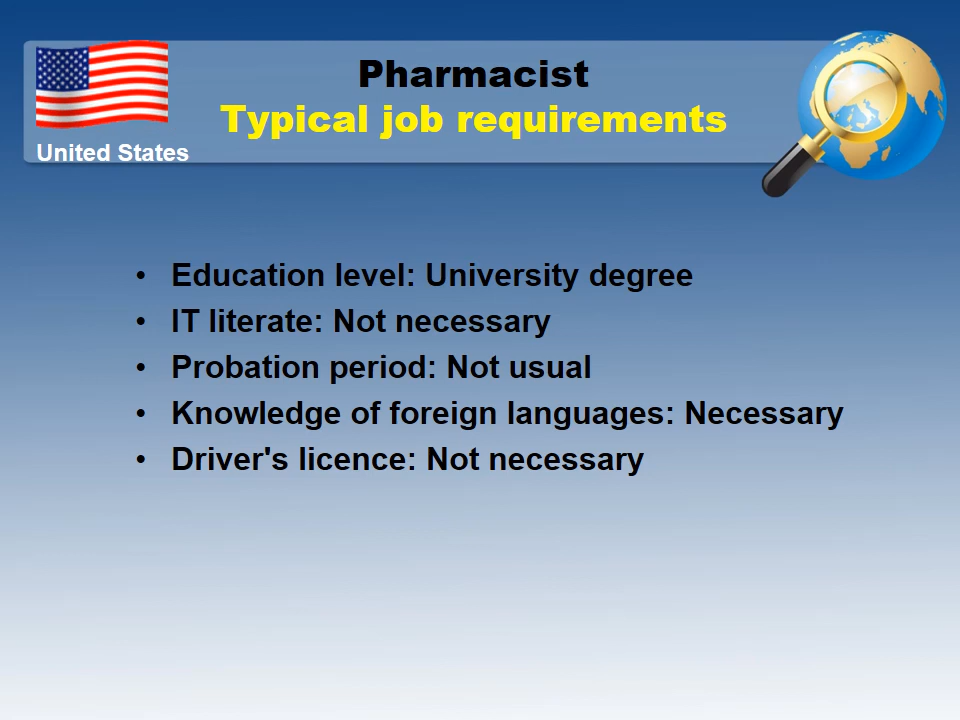 Pharmacist
Typical job requirements
United States
• Education level: University degree
• IT literate: Not necessary
• Probation period: Not usual
• Knowledge of foreign languages: Necessary
• Driver's licence: Not necessary